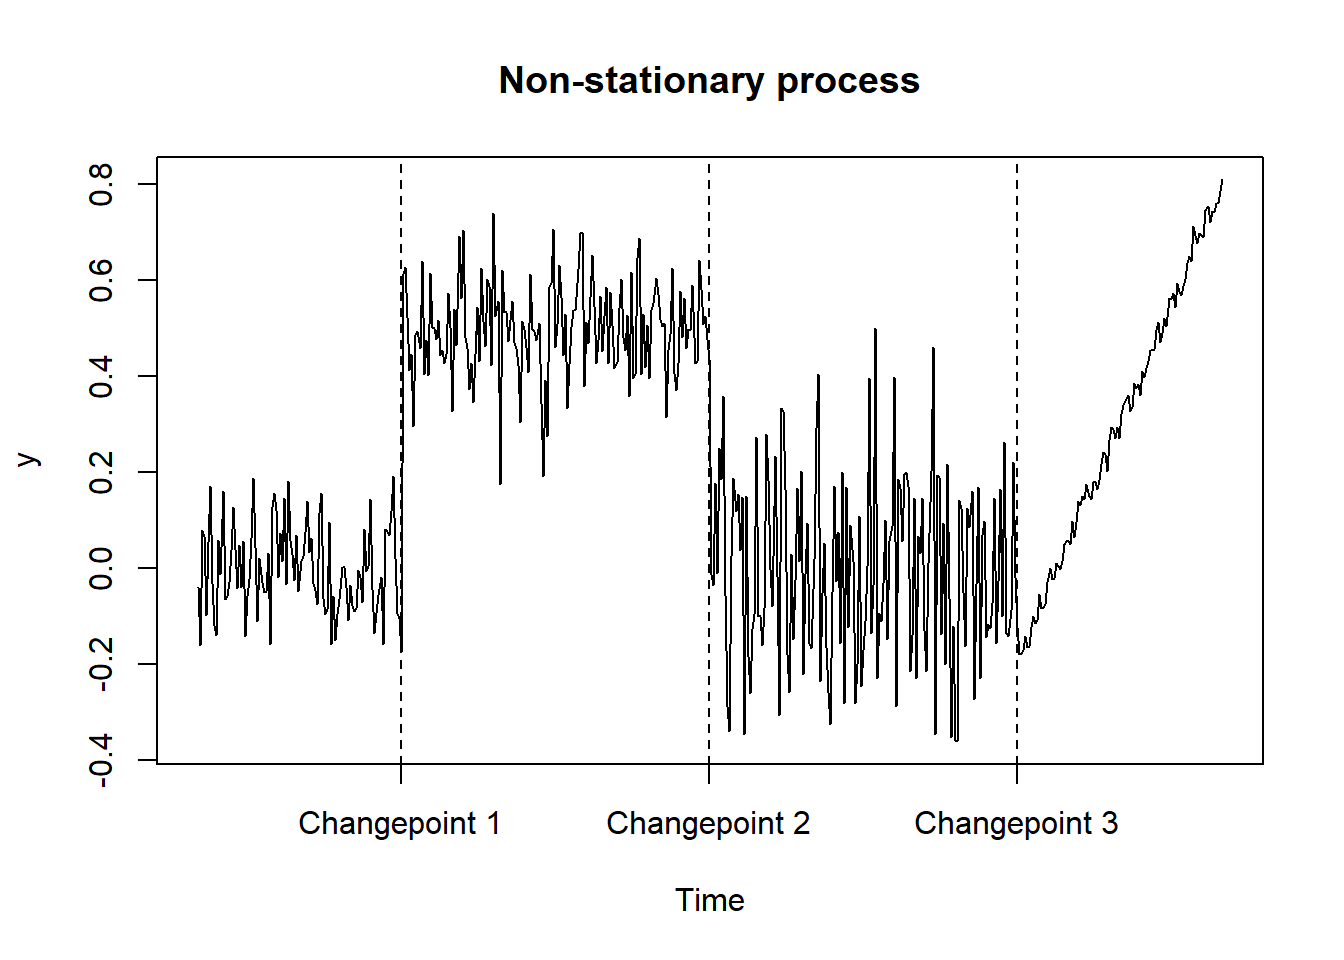 Non-stationary process
0.8
0.6
0.4
0.2
0.0
-0.2
-0.4
y
Changepoint 1
Changepoint 2
Changepoint 3
Time